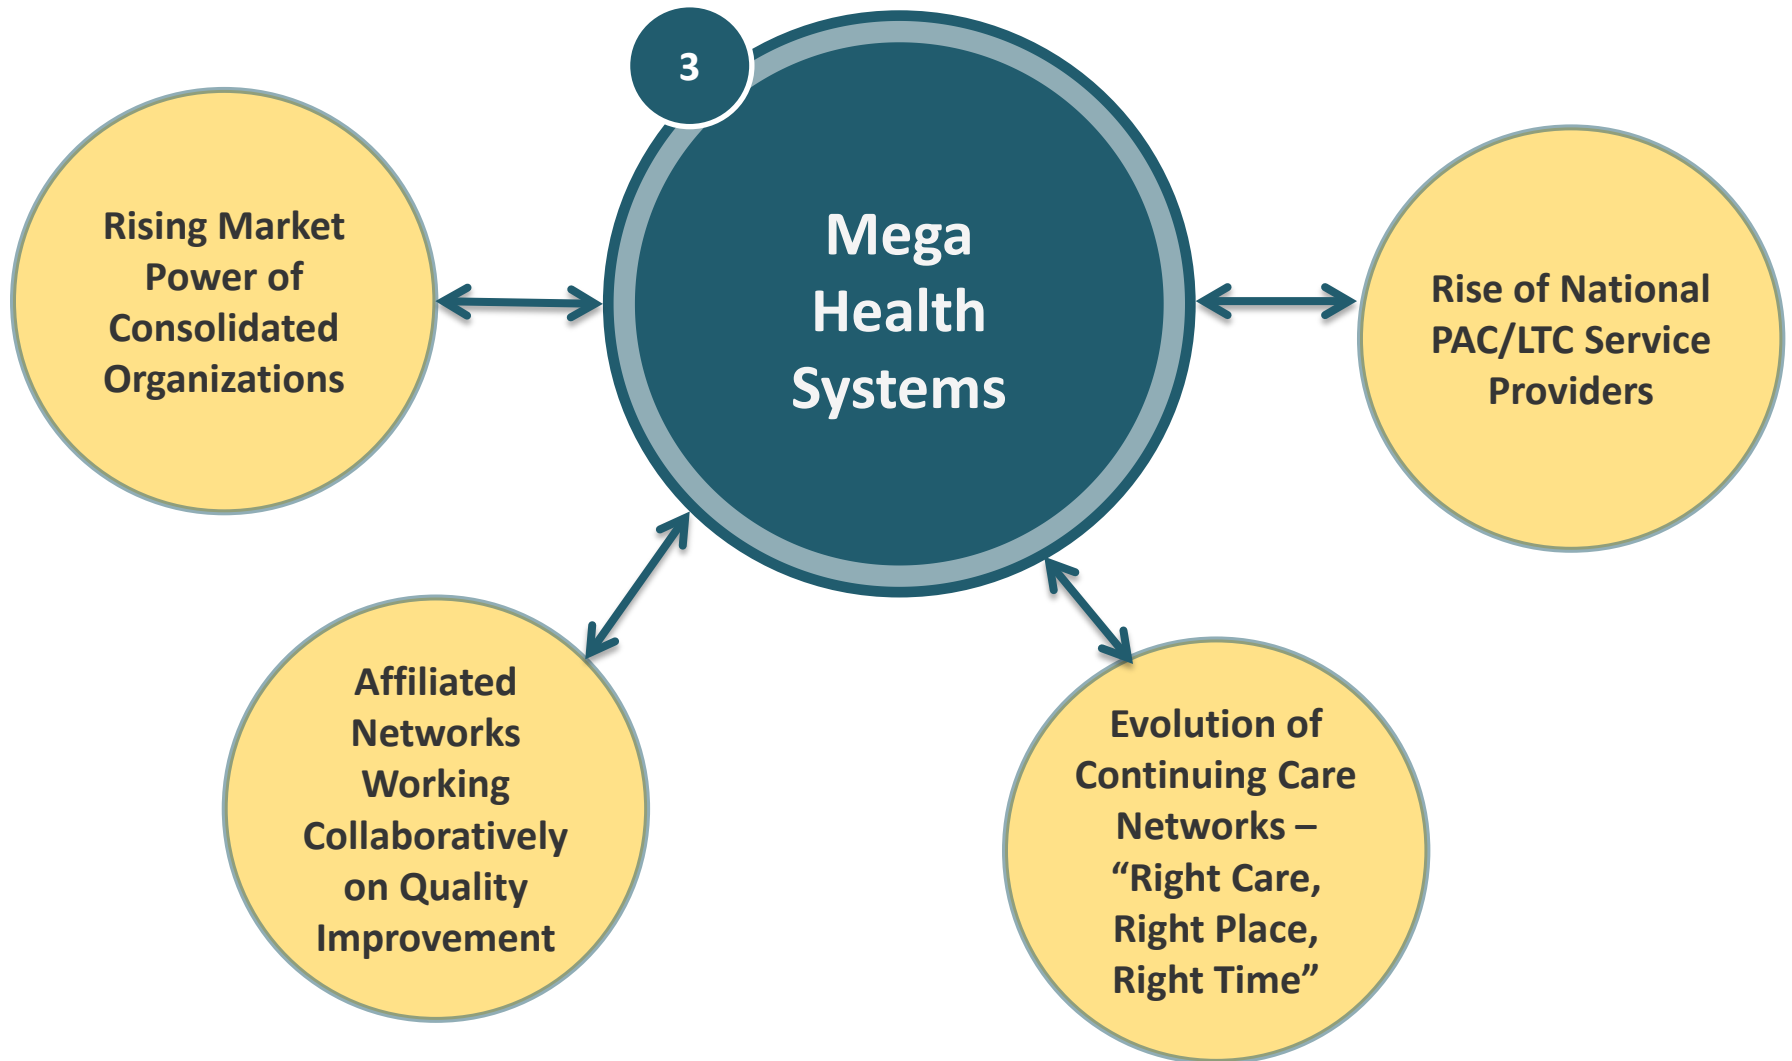 3
Mega
Health
Systems
Rising Market
Power of
Consolidated
Organizations
Rise of National
PAC/LTC Service
Providers
Affiliated
Networks
Working
Collaboratively
on Quality
Improvement
Evolution of
Continuing Care
Networks –
“Right Care,
Right Place,
Right Time”